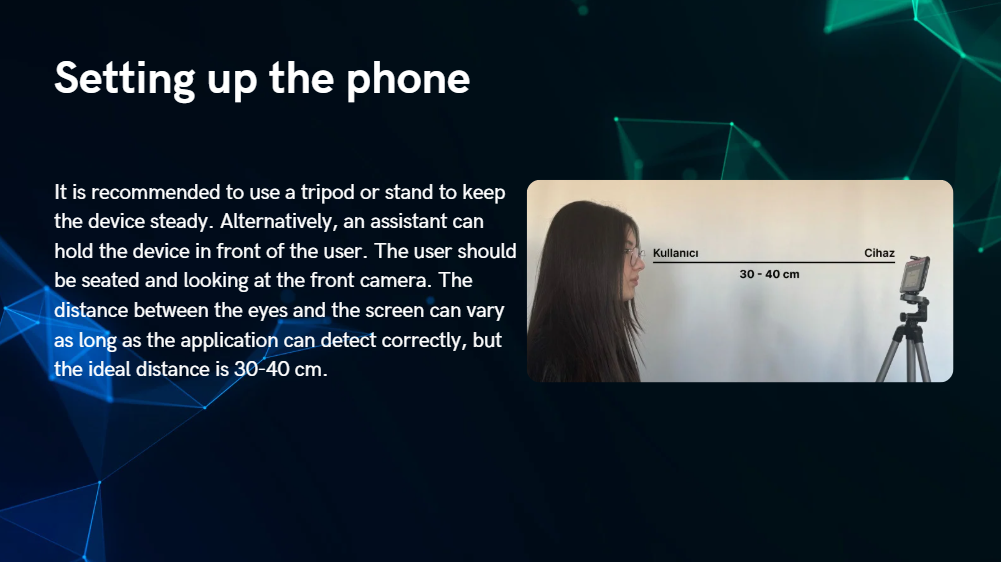 Setting up the phone
It is recommended to use a tripod or stand to keep
the device steady. Alternatively, an assistant can
hold the device in front of the user. The user should
be seated and looking at the front camera. The
distance between the eyes and the screen can vary
as long as the application can detect correctly, but
the ideal distance is 30-40 cm.
Kullanıcı
Cihaz
30 - 40 cm